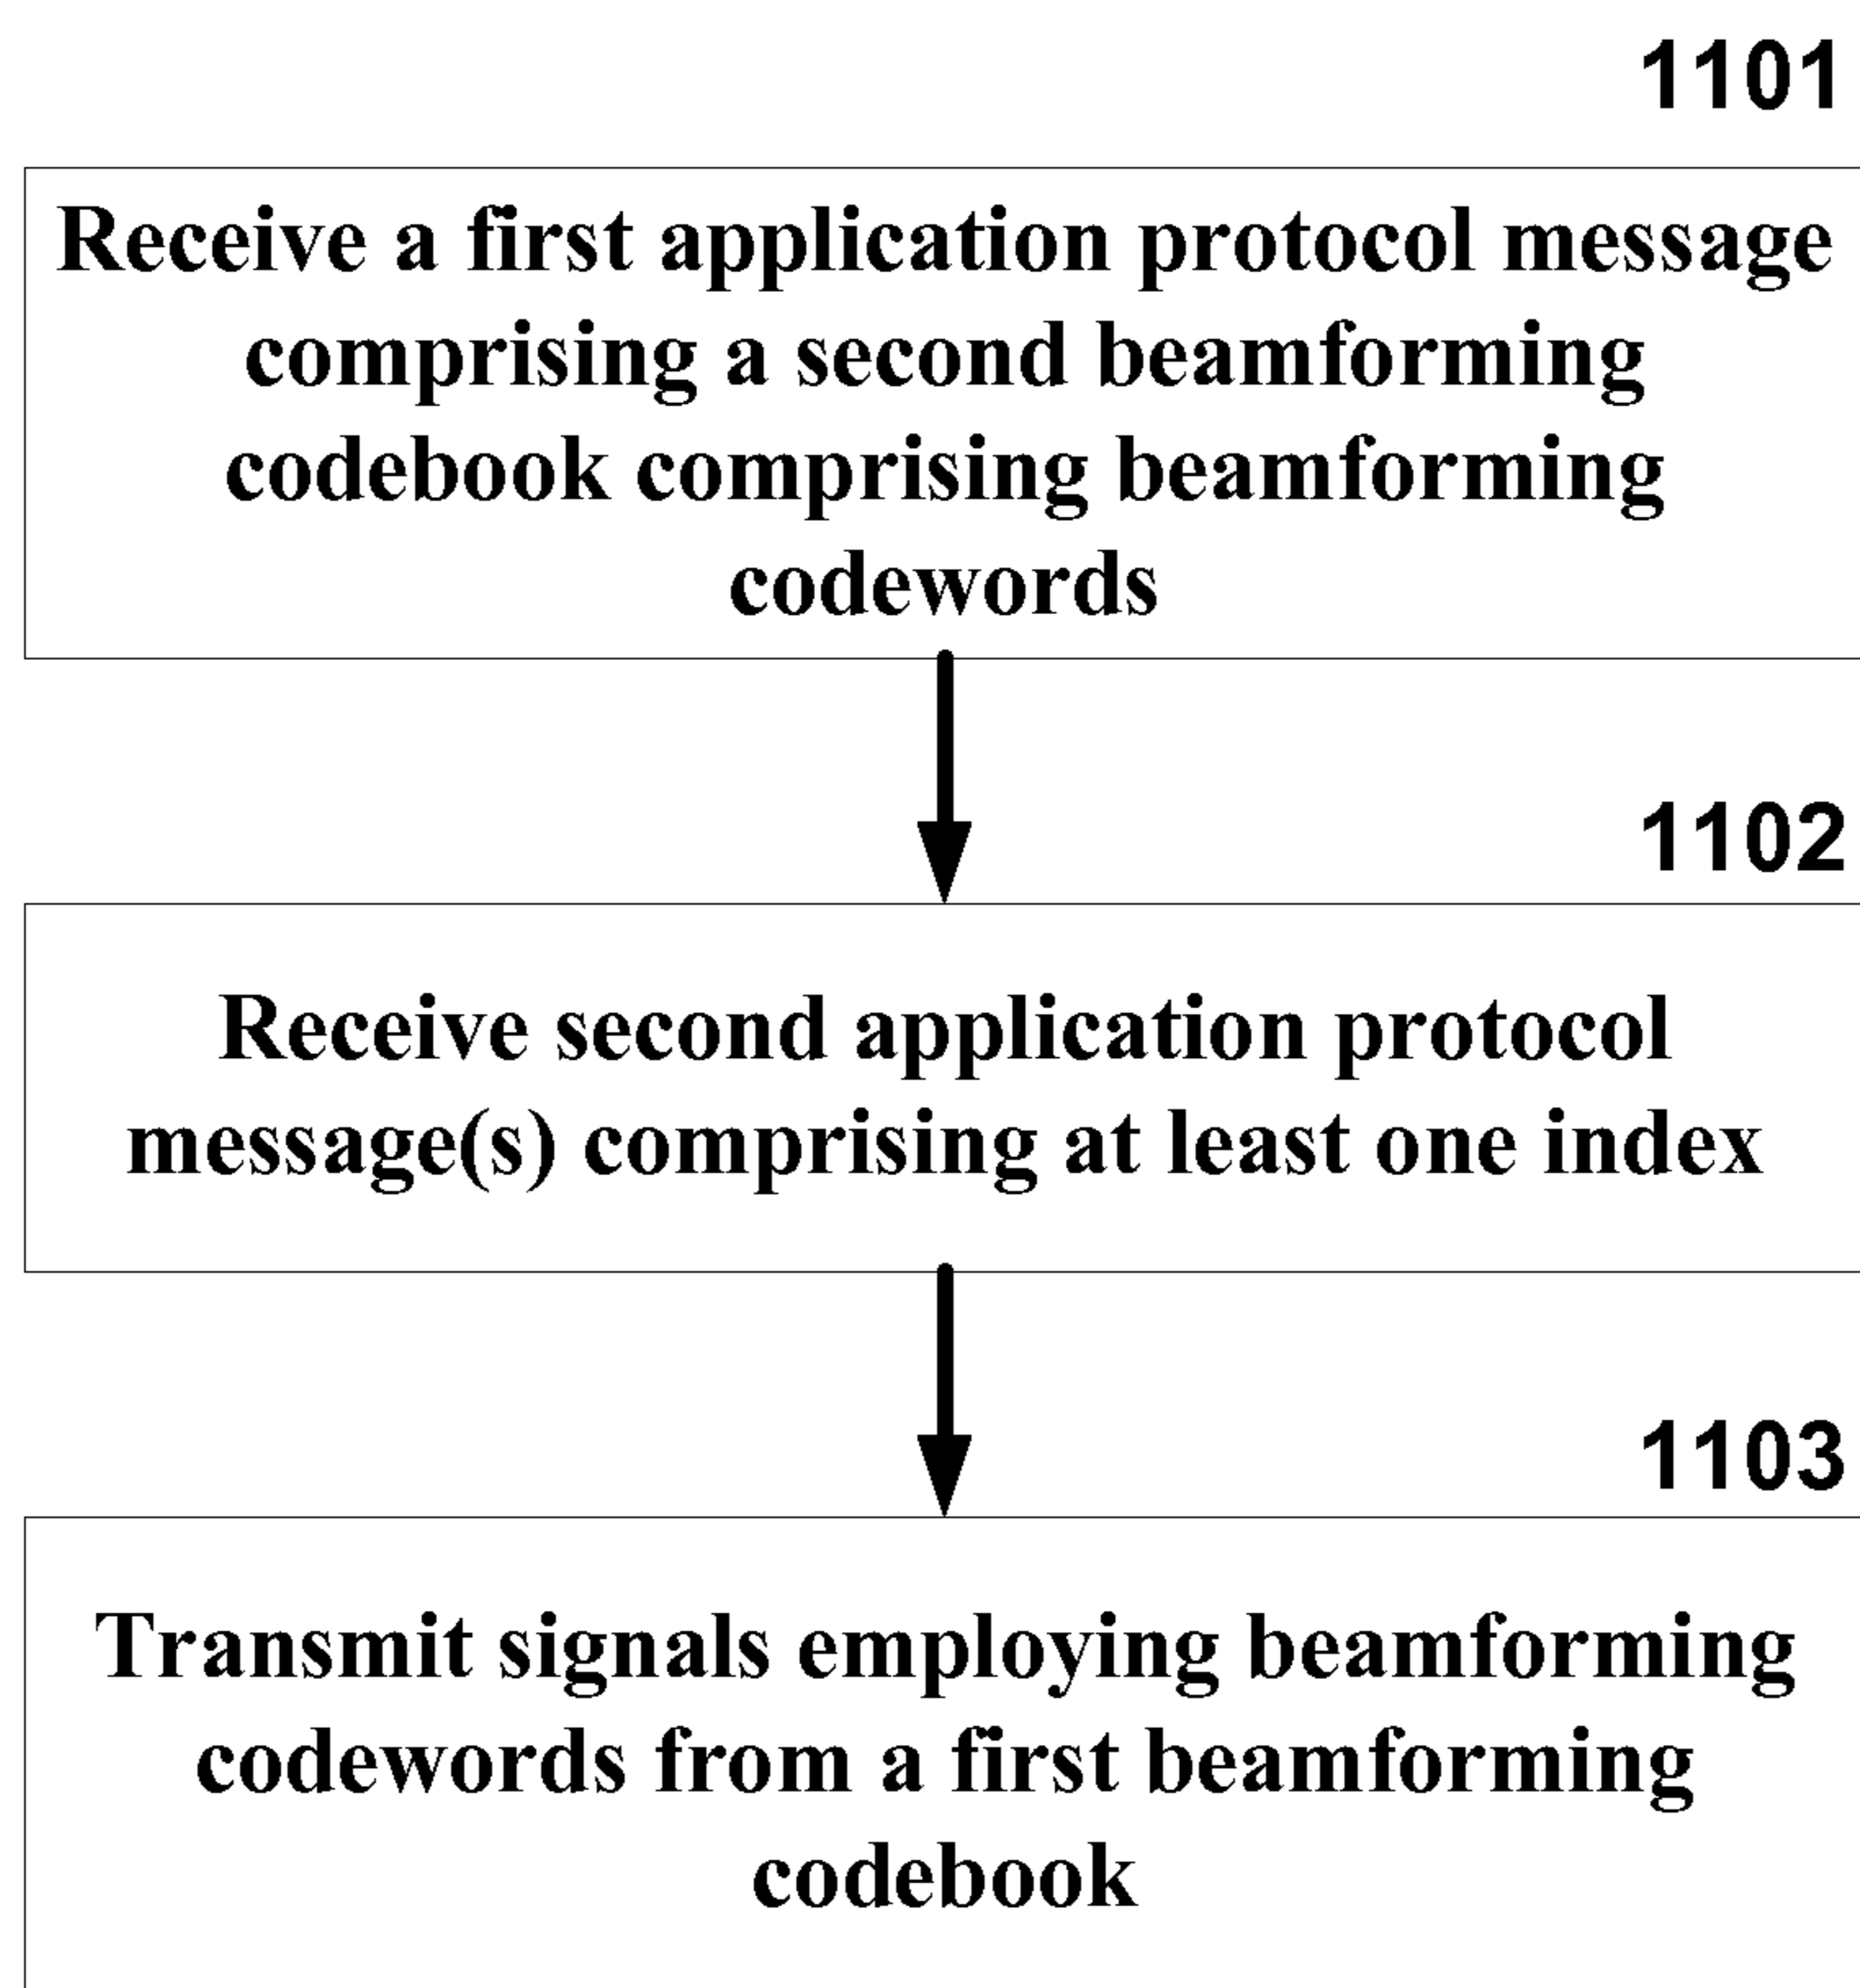 1101
Receive a first application protocol message
comprising a second beamforming
codebook comprising beamforming
codewords
1102
Receive second application protocol
message(s) comprising at least one index
1103
Transmit signals employing beamforming
codewords from a first beamforming
codebook